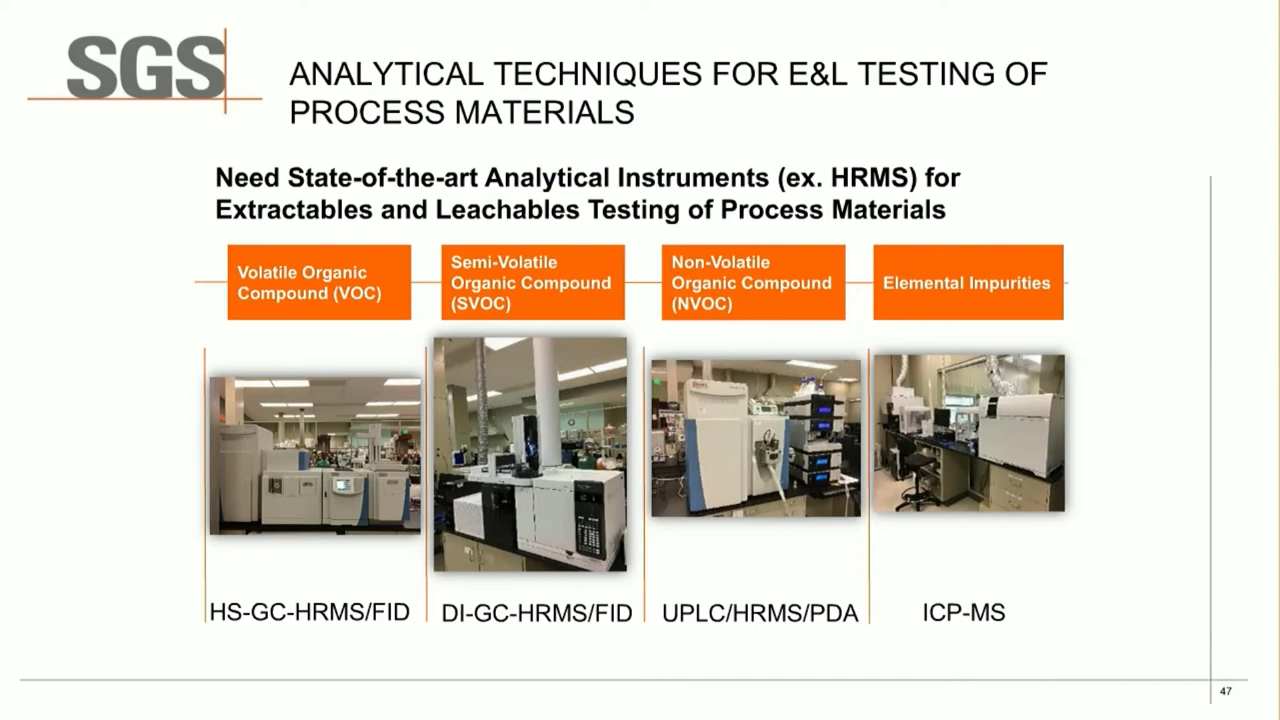 SGS
ANALYTICAL TECHNIQUES FOR E&L TESTING OF
PROCESS MATERIALS
Need State-of-the-art Analytical Instruments (ex. HRMS) for
Extractables and Leachables Testing of Process Materials
Volatile Organic
Compound (VOC)
Semi-Volatile
Organic Compound
(SVOC)
Non-Volatile
Organic Compound
(NVOC)
Elemental Impurities
HS-GC-HRMS/FID
DI-GC-HRMS/FID
UPLC/HRMS/PDA
ICP-MS
47